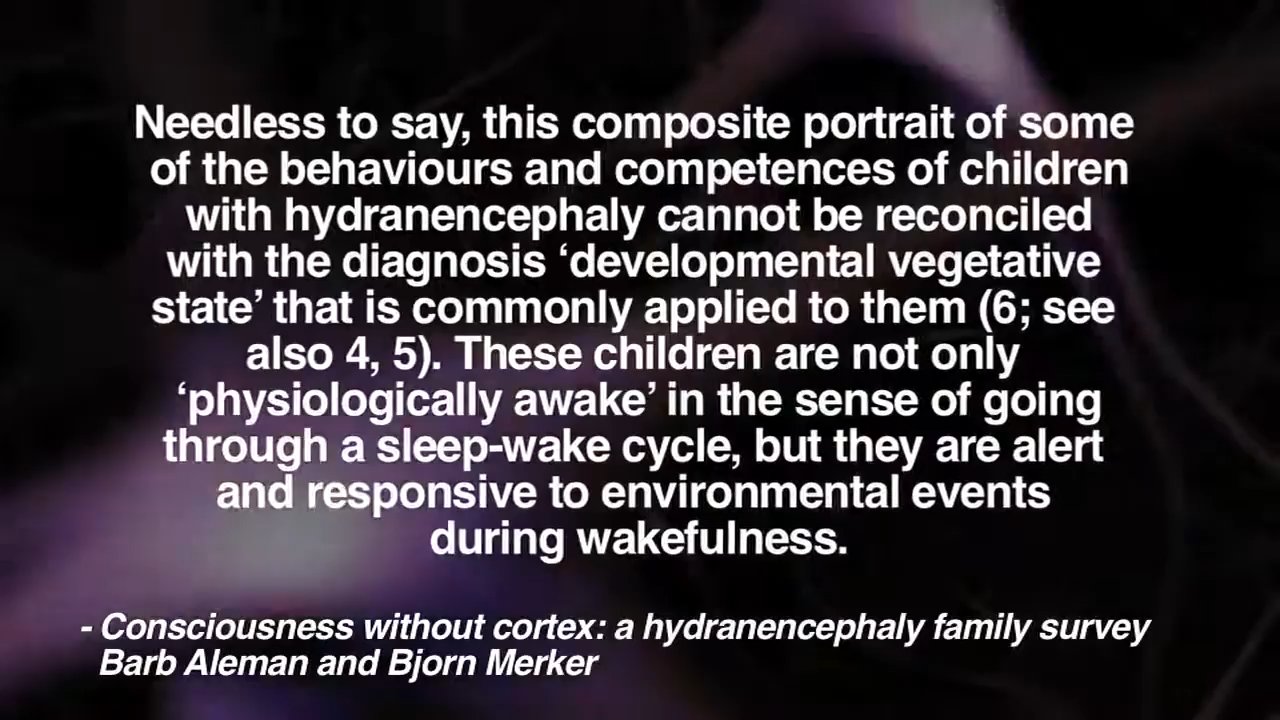 Needless to say, this composite portrait of some
of the behaviours and competences of children
with hydranencephaly cannot be reconciled
with the diagnosis ‘developmental vegetative
state’ that is commonly applied to them (6; see
also 4, 5). These children are not only
‘physiologically awake’ in the sense of going
through a sleep-wake cycle, but they are alert
and responsive to environmental events
during wakefulness.
- Consciousness without cortex: a hydranencephaly family survey
Barb Aleman and Bjorn Merker